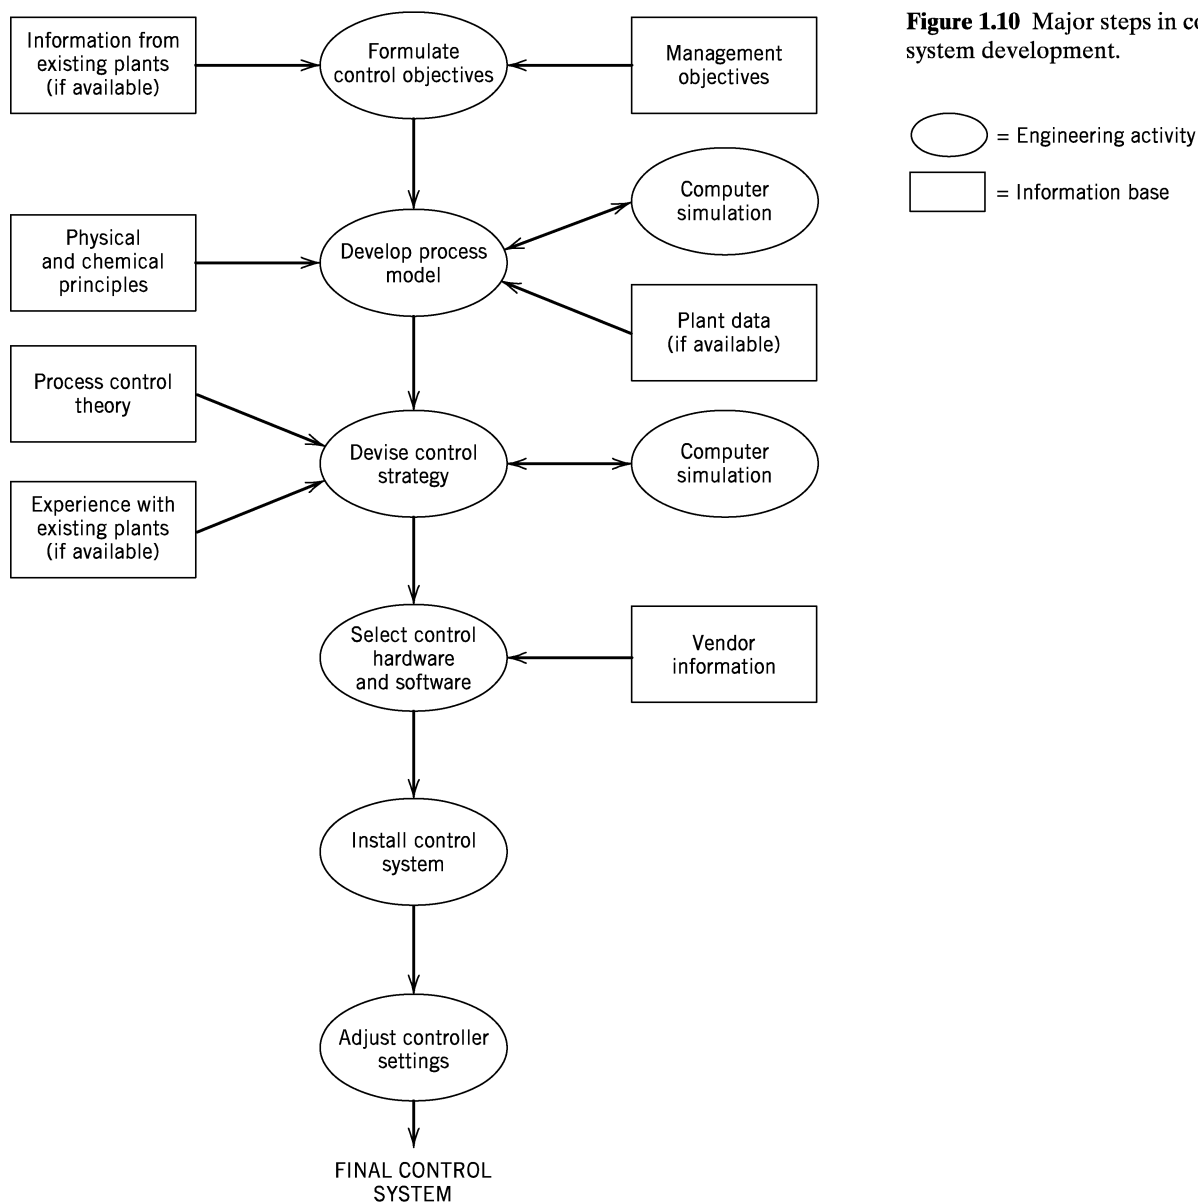 Information from
existing plants
(if available)
Formulate
control objectives
Management
objectives
Figure 1.10 Major steps in
system development.
= Engineering activity
= Information base
Computer
simulation
Physical
and chemical
principles
Develop process
model
Plant data
(if available)
Process control
theory
Devise control
strategy
Computer
simulation
Experience with
existing plants
(if available)
Select control
hardware
and software
Vendor
information
Install control
system
Adjust controller
settings
FINAL CONTROL
SYSTEM